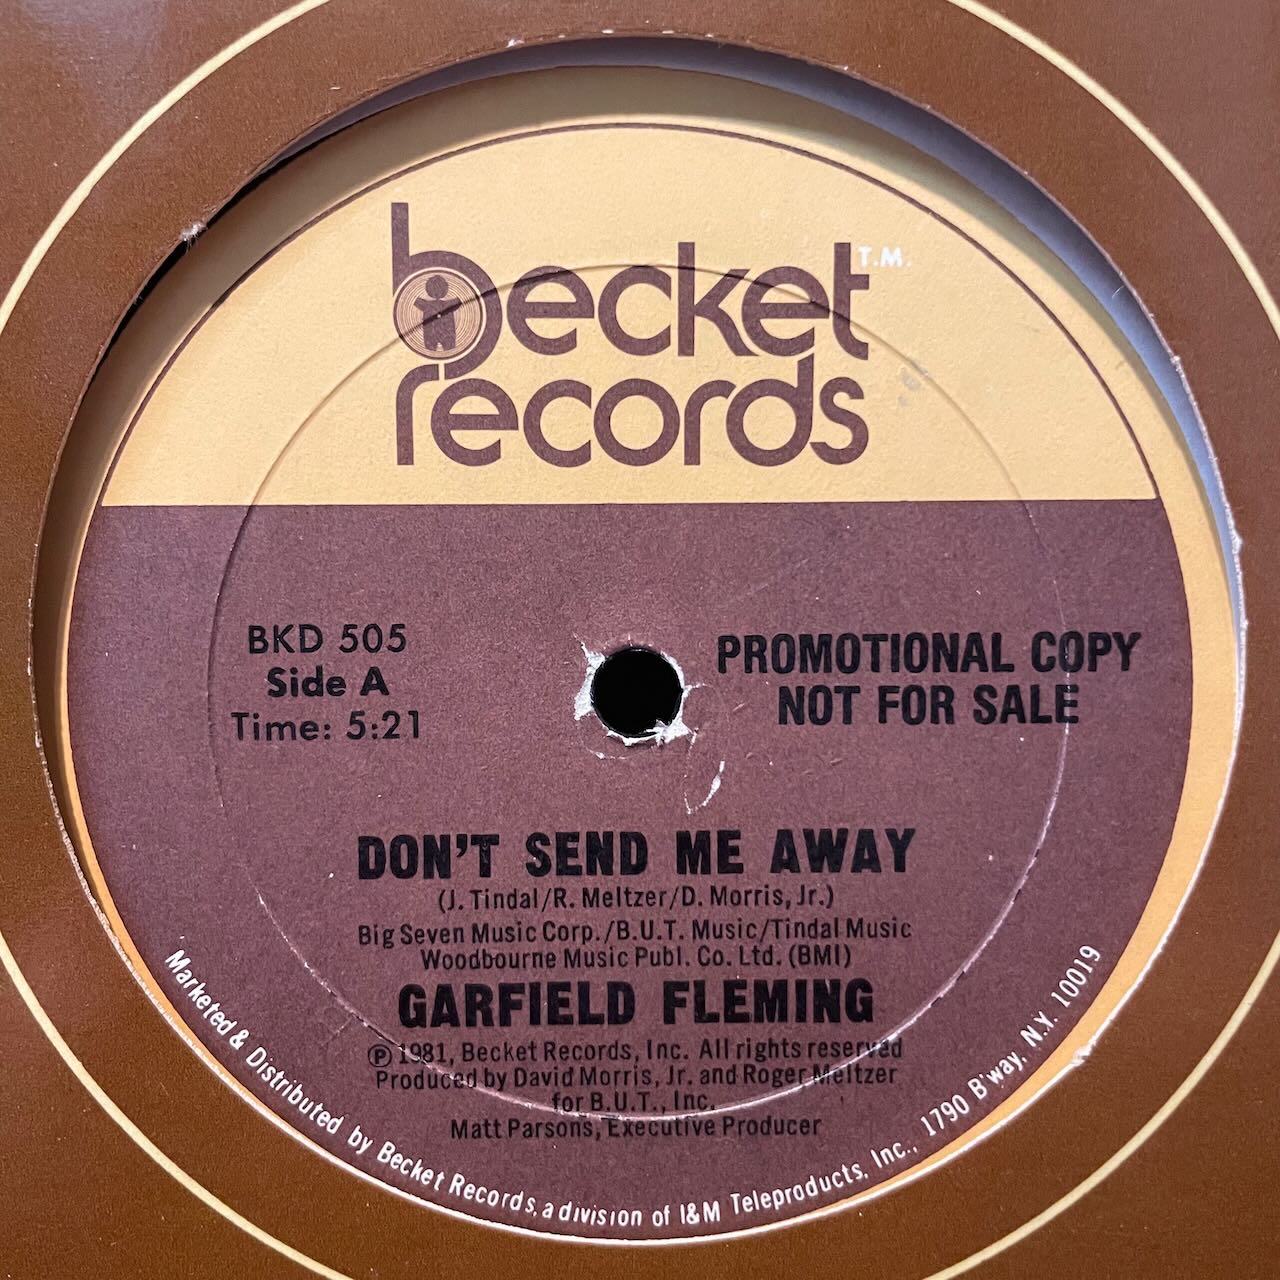 becket T.M.
records
BKD 505
Side A
Time: 5:21
PROMOTIONAL COPY
NOT FOR SALE
DON'T SEND ME AWAY
(J. Tindal/R. Meltzer/D. Morris, Jr.)
Big Seven Music Corp./B.U.T. Music/Tindal Music
Woodbourne Music Publ. Co. Ltd. (BMI)
GARFIELD FLEMING
℗ 1981, Becket Records, Inc. All rights reserved
Produced by David Morris, Jr. and Roger Meltzer
for B.U.T., Inc.
Matt Parsons, Executive Producer
Marketed & Distributed by Becket Records, a division of I&M Teleproducts, Inc., 1790 B'way, N.Y. 10019